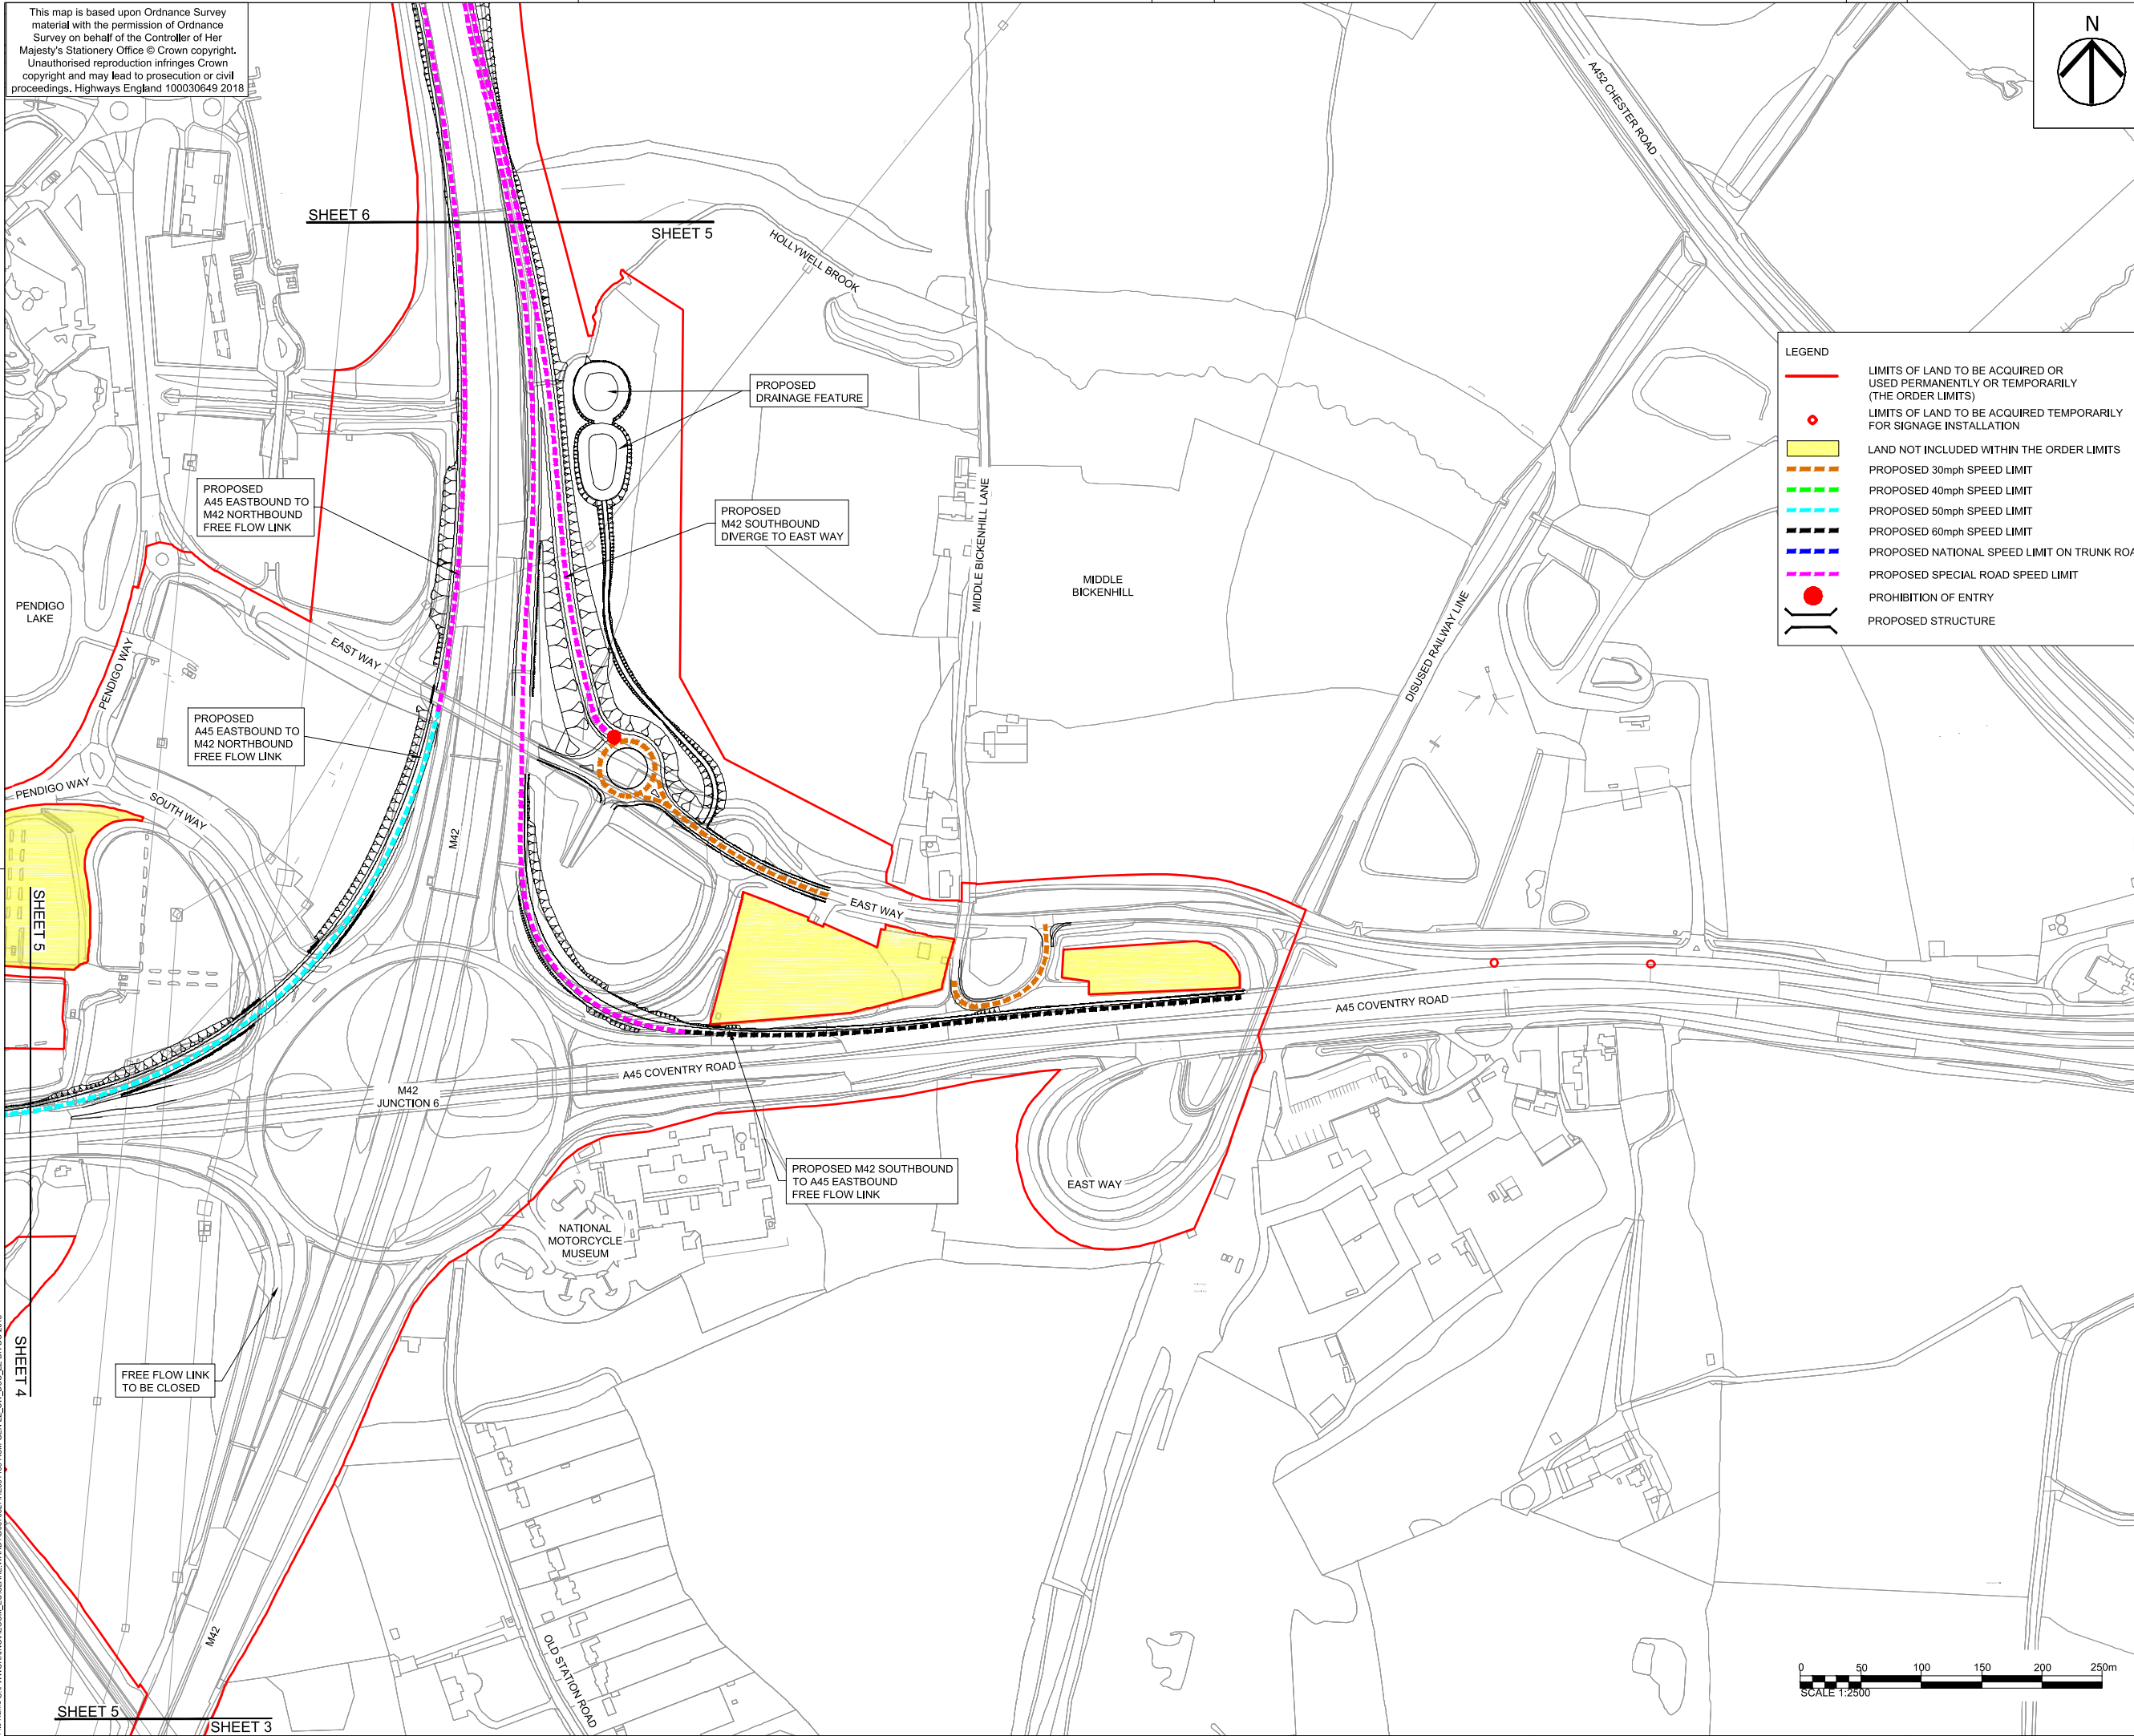 This map is based upon Ordnance Survey
material with the permission of Ordnance
Survey on behalf of the Controller of Her
Majesty's Stationery Office © Crown copyright.
Unauthorised reproduction infringes Crown
copyright and may lead to prosecution or civil
proceedings. Highways England 100030649 2018
N
A452 CHESTER ROAD
SHEET 6
SHEET 5
HOLLYWELL BROOK
LEGEND
LIMITS OF LAND TO BE ACQUIRED OR
USED PERMANENTLY OR TEMPORARILY
(THE ORDER LIMITS)
LIMITS OF LAND TO BE ACQUIRED TEMPORARILY
FOR SIGNAGE INSTALLATION
LAND NOT INCLUDED WITHIN THE ORDER LIMITS
PROPOSED 30mph SPEED LIMIT
PROPOSED 40mph SPEED LIMIT
PROPOSED 50mph SPEED LIMIT
PROPOSED 60mph SPEED LIMIT
PROPOSED NATIONAL SPEED LIMIT ON TRUNK ROA
PROPOSED SPECIAL ROAD SPEED LIMIT
PROHIBITION OF ENTRY
PROPOSED STRUCTURE
PROPOSED
DRAINAGE FEATURE
PROPOSED
A45 EASTBOUND TO
M42 NORTHBOUND
FREE FLOW LINK
PROPOSED
M42 SOUTHBOUND
DIVERGE TO EAST WAY
MIDDLE BICKENHILL LANE
MIDDLE
BICKENHILL
DISUSED RAILWAY LINE
PENDIGO
LAKE
PENDIGO WAY
EAST WAY
PROPOSED
A45 EASTBOUND TO
M42 NORTHBOUND
FREE FLOW LINK
PENDIGO WAY
SOUTH WAY
M42
SHEET 5
SHEET 4
EAST WAY
A45 COVENTRY ROAD
A45 COVENTRY ROAD
M42
JUNCTION 6
PROPOSED M42 SOUTHBOUND
TO A45 EASTBOUND
FREE FLOW LINK
EAST WAY
NATIONAL
MOTORCYCLE
MUSEUM
FREE FLOW LINK
TO BE CLOSED
M42
OLD STATION ROAD
SHEET 5
SHEET 3
0 50 100 150 200 250m
SCALE 1:2500